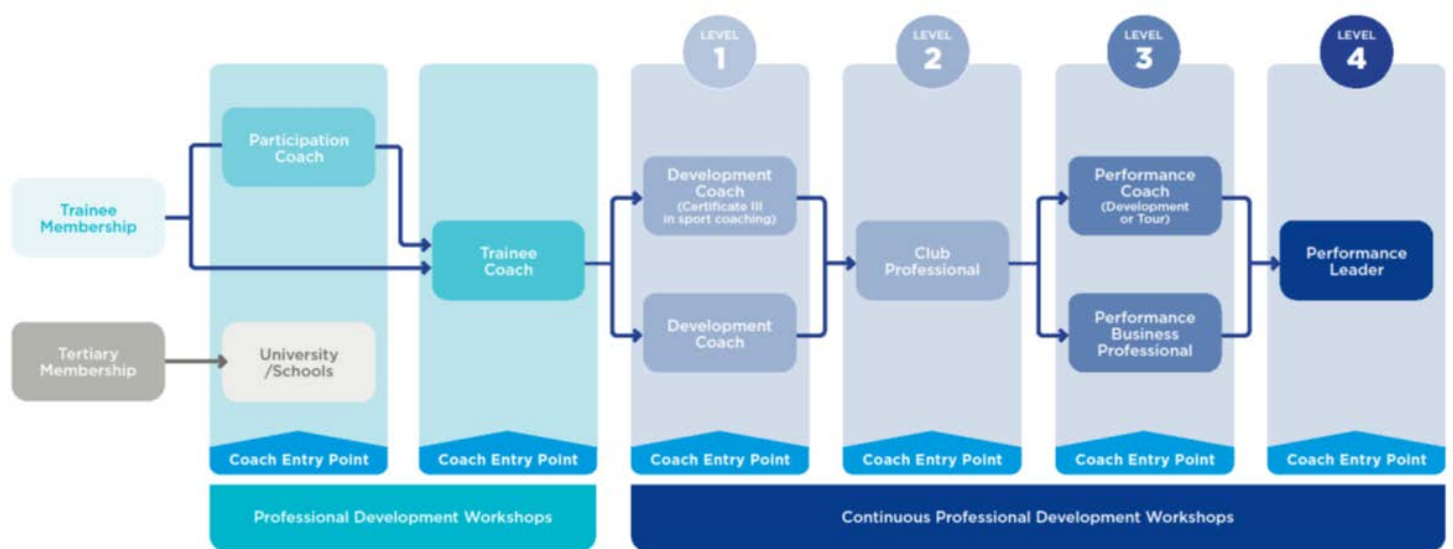 LEVEL
1
LEVEL
2
LEVEL
3
LEVEL
4
Trainee
Membership
Tertiary
Membership
Participation
Coach
University
/Schools
Trainee
Coach
Development
Coach
(Certificate III
in sport coaching)
Development
Coach
Club
Professional
Performance
Coach
(Development
or Tour)
Performance
Business
Professional
Performance
Leader
Coach Entry Point
Coach Entry Point
Coach Entry Point
Coach Entry Point
Coach Entry Point
Coach Entry Point
Professional Development Workshops
Continuous Professional Development Workshops